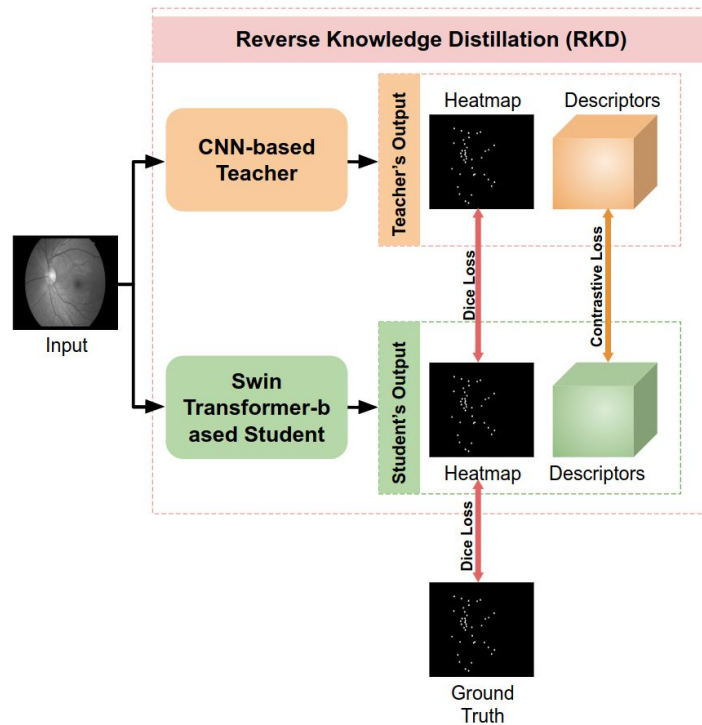 Reverse Knowledge Distillation (RKD)
Heatmap
Descriptors
CNN-based
Teacher
Teacher's Output
Dice Loss
Contrastive Loss
Input
Swin
Transformer-b
ased Student
Student's Output
Heatmap
Descriptors
Dice Loss
Ground
Truth